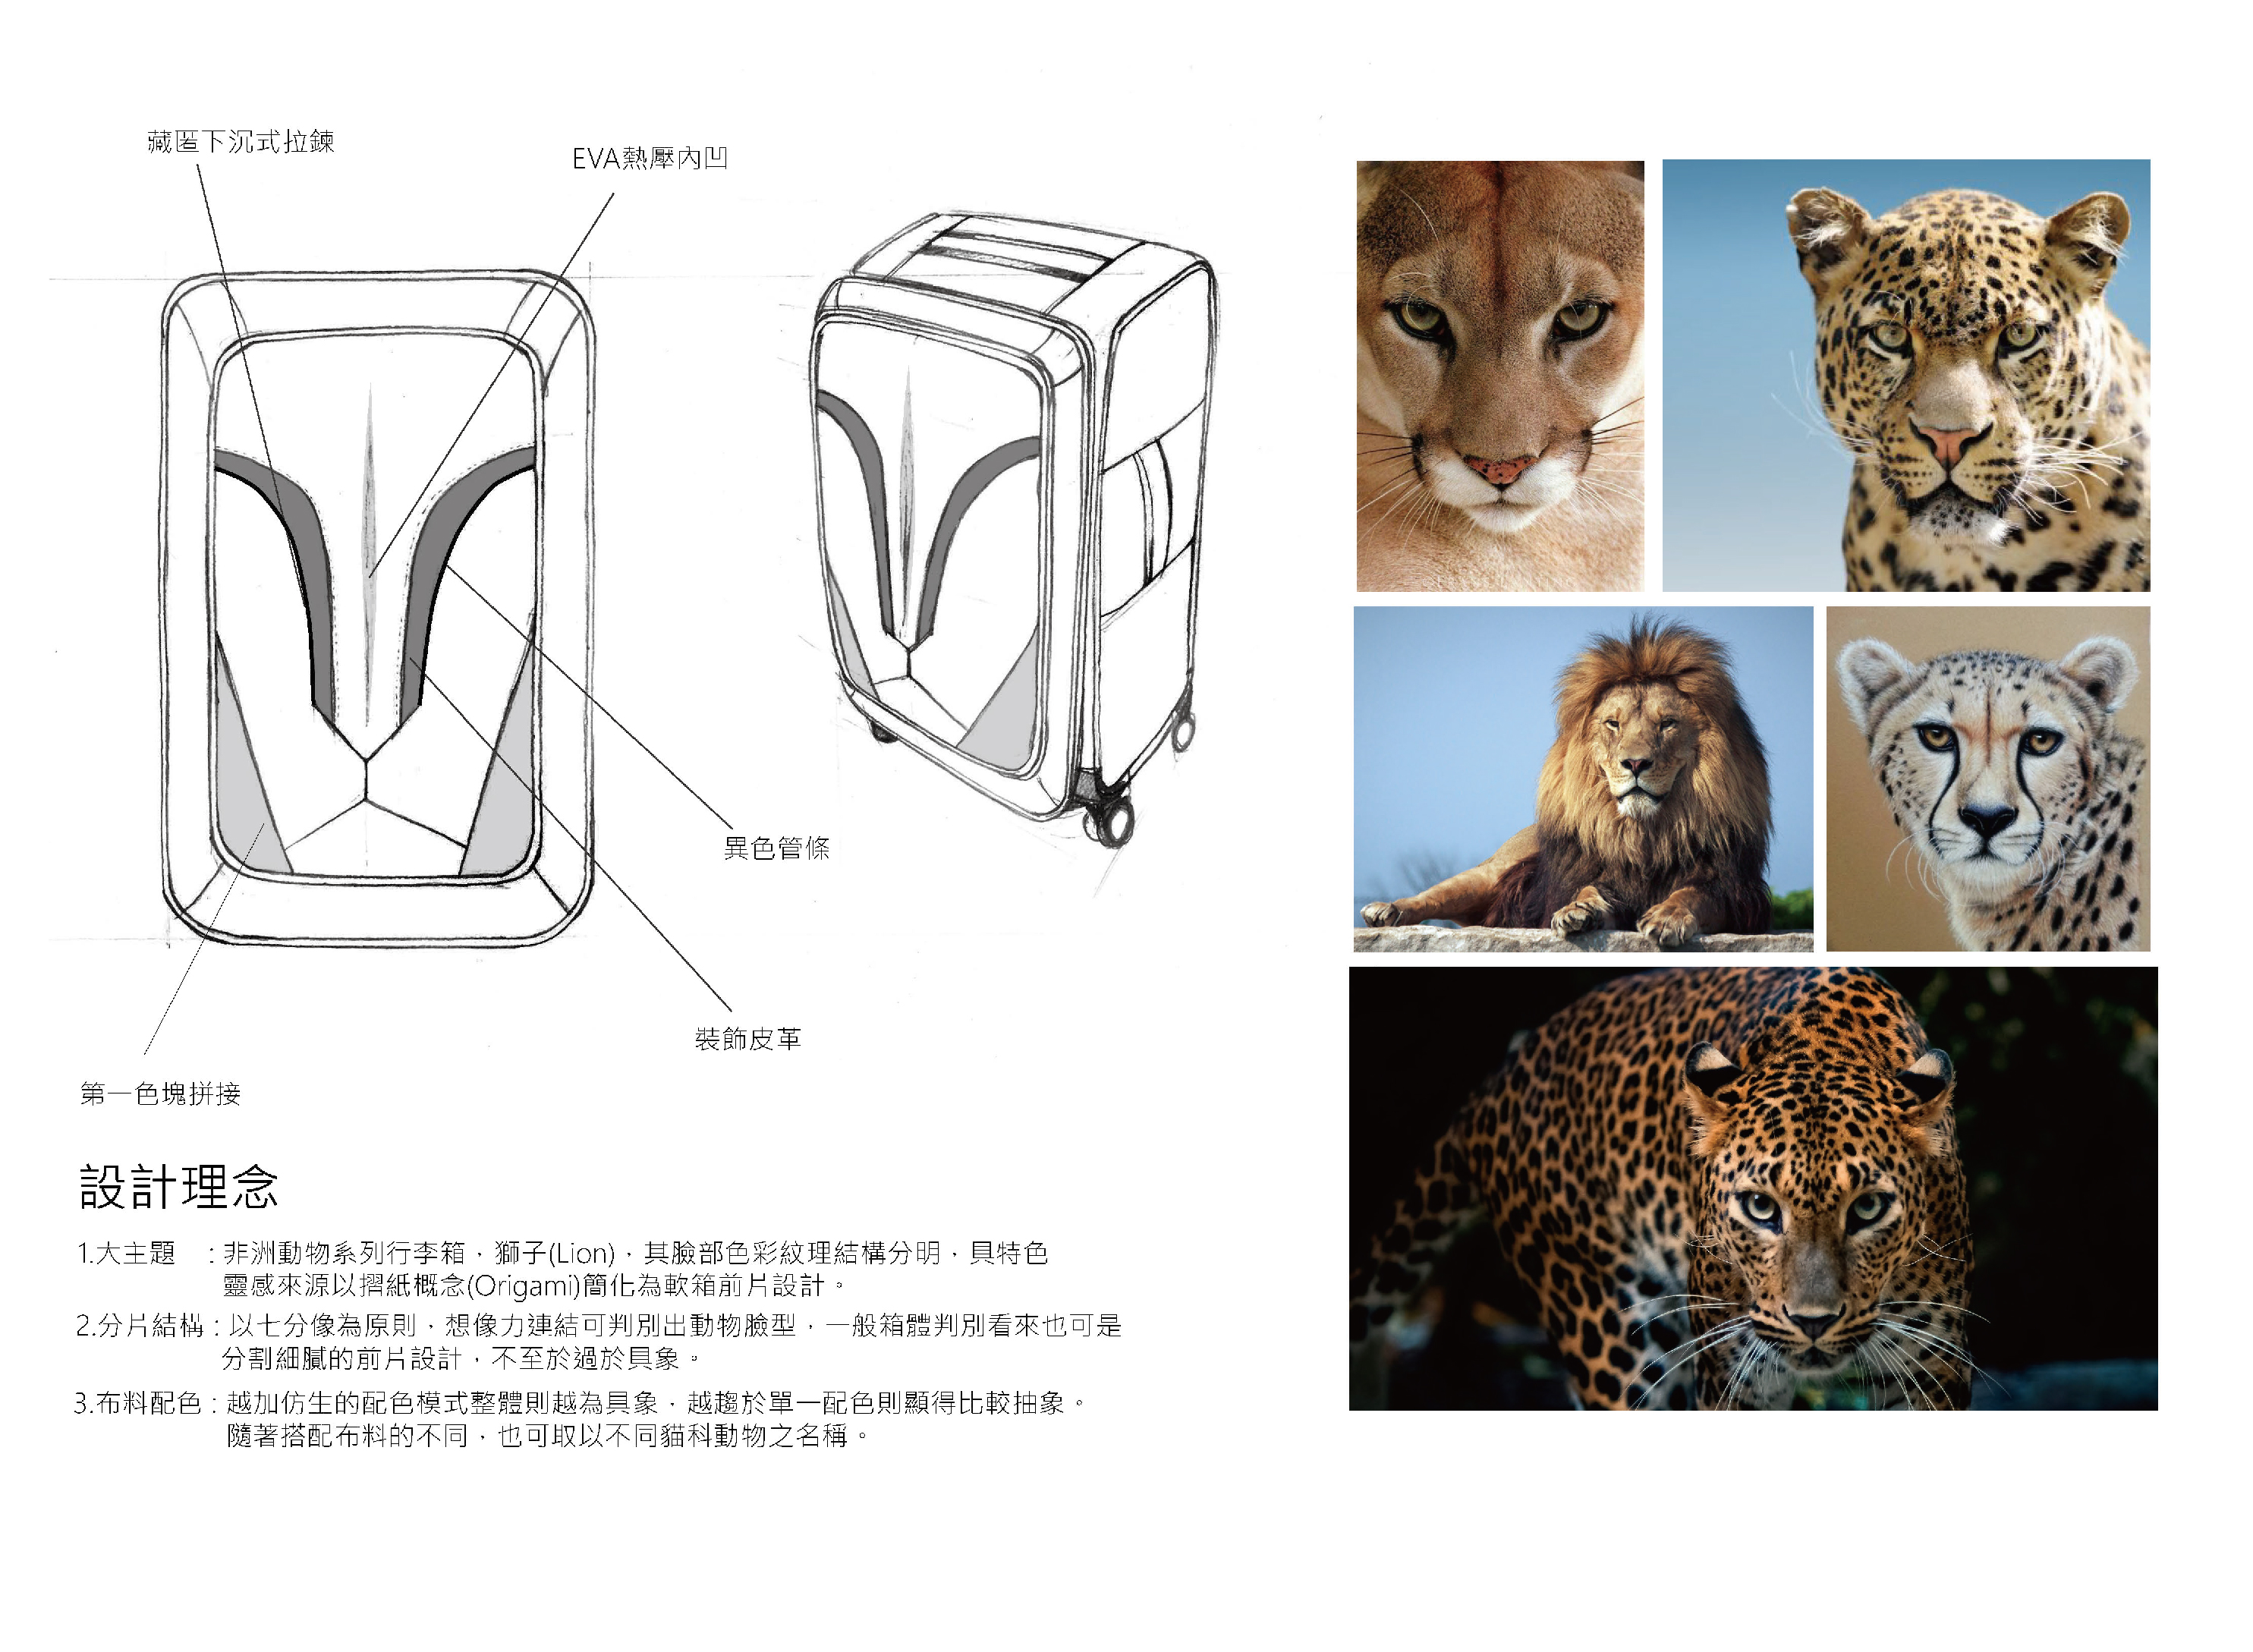 藏匿下沉式拉鍊
EVA熱壓內凹
異色管條
裝飾皮革
第一色塊拼接
設計理念
1.大主題 : 非洲動物系列行李箱，獅子(Lion)，其臉部色彩紋理結構分明，具特色
靈感來源以摺紙概念(Origami)簡化為軟箱前片設計。
2.分片結構 : 以七分像為原則，想像力連結可判別出動物臉型，一般箱體判別看來也可是
分割細膩的前片設計，不至於過於具象。
3.布料配色 : 越加仿生的配色模式整體則越為具象，越趨於單一配色則顯得比較抽象。
隨著搭配布料的不同，也可取以不同貓科動物之名稱。